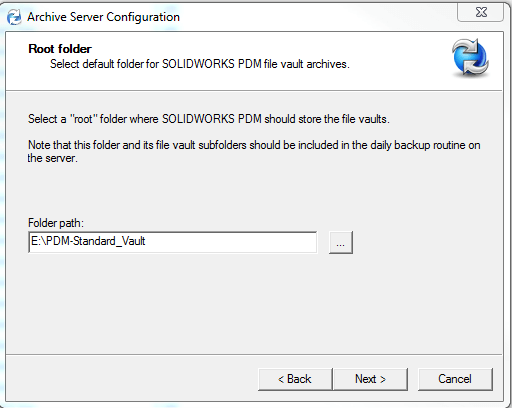 Archive Server Configuration
Root folder
Select default folder for SOLIDWORKS PDM file vault archives.
Select a "root" folder where SOLIDWORKS PDM should store the file vaults.
Note that this folder and its file vault subfolders should be included in the daily backup routine on
the server.
Folder path:
E:\PDM-Standard_Vault
...
< Back
Next >
Cancel